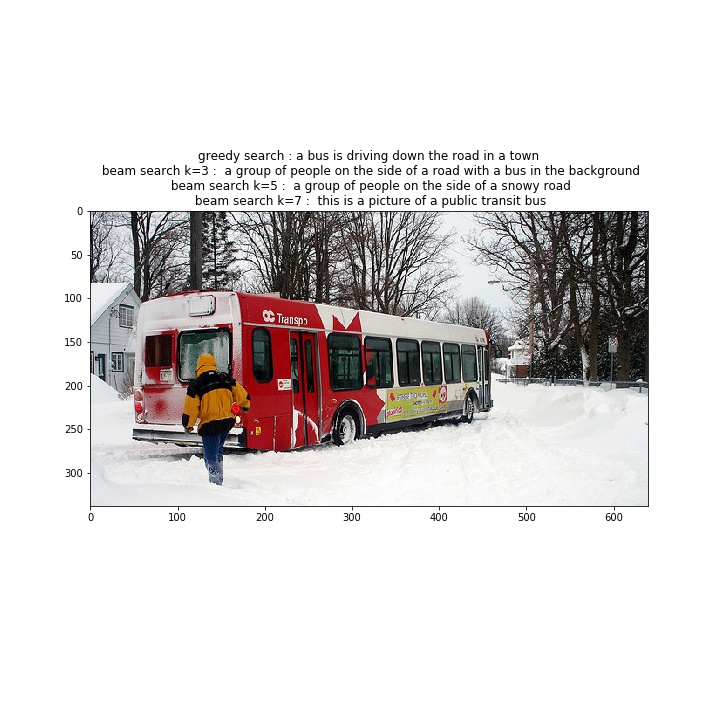 greedy search : a bus is driving down the road in a town
beam search k=3 :  a group of people on the side of a road with a bus in the background
beam search k=5 :  a group of people on the side of a snowy road
beam search k=7 :  this is a picture of a public transit bus
0
50
100
150
200
250
300
OC Transpo
0 100 200 300 400 500 600